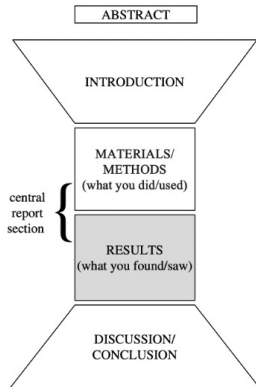 ABSTRACT
INTRODUCTION
MATERIALS/
METHODS
(what you did/used)
central
report
section
RESULTS
(what you found/saw)
DISCUSSION/
CONCLUSION